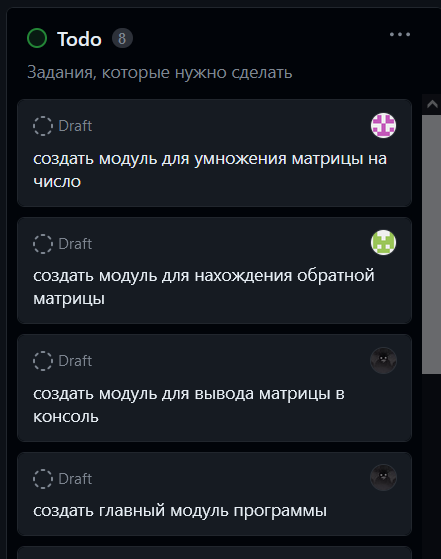 Todo 8
Задания, которые нужно сделать
Draft
создать модуль для умножения матрицы на
число
Draft
создать модуль для нахождения обратной
матрицы
Draft
создать модуль для вывода матрицы в
консоль
Draft
создать главный модуль программы